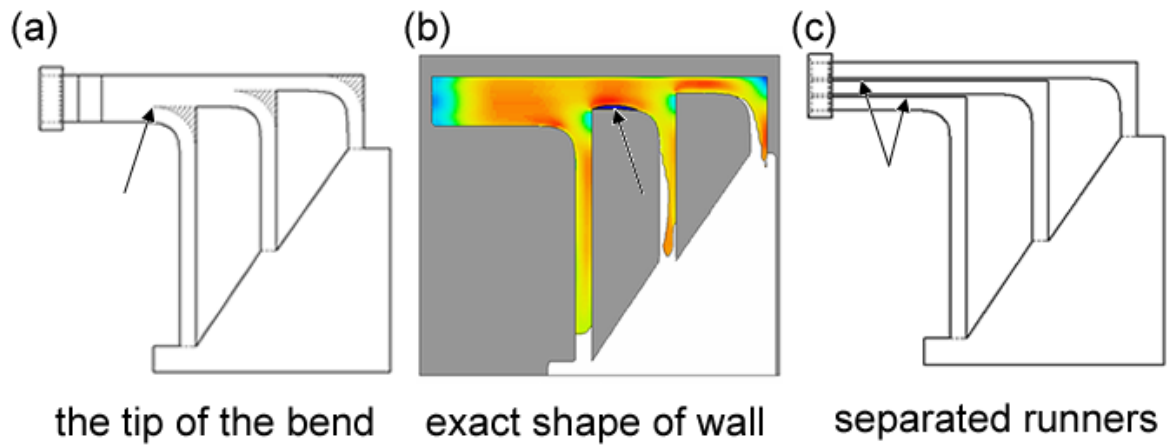 (a)
(b)
(c)
the tip of the bend
exact shape of wall
separated runners